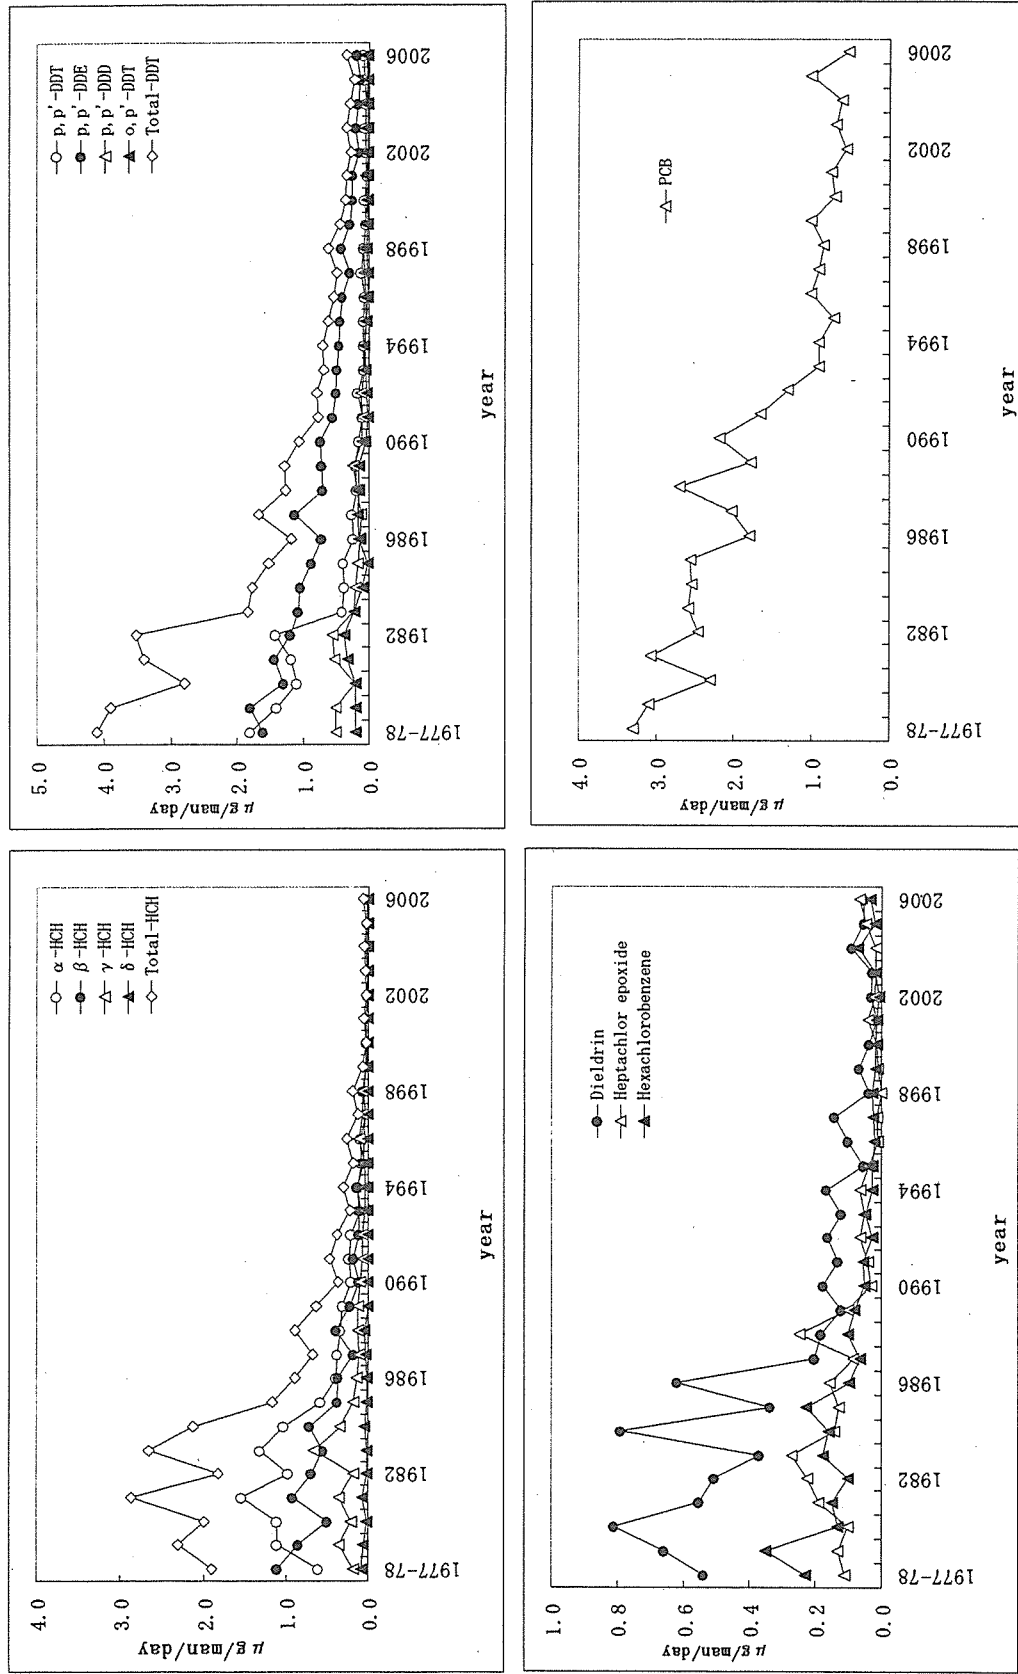 5.0
4.0
3.0
2.0
1.0
0.0
μg/man/day
1977-78
1982
1986
1990
1994
1998
2002
2006
year
p,p'-DDT
p,p'-DDE
p,p'-DDD
o,p'-DDT
Total-DDT
4.0
3.0
2.0
1.0
0.0
μg/man/day
1977-78
1982
1986
1990
1994
1998
2002
2006
year
PCB
4.0
3.0
2.0
1.0
0.0
μg/man/day
1977-78
1982
1986
1990
1994
1998
2002
2006
year
α-HCH
β-HCH
γ-HCH
δ-HCH
Total-HCH
1.0
0.8
0.6
0.4
0.2
0.0
μg/man/day
1977-78
1982
1986
1990
1994
1998
2002
2006
year
Dieldrin
Heptachlor epoxide
Hexachlorobenzene